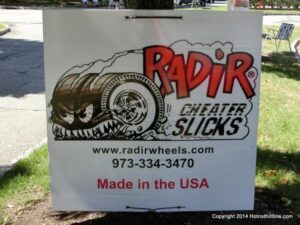 RADIR®
CHEATER
SLICKS
www.radirwheels.com
973-334-3470
Made in the USA
Copyright © 2014 Hotrodhotline.com